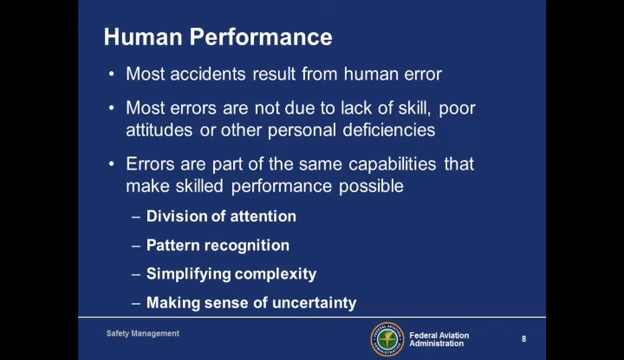 Human Performance
• Most accidents result from human error
• Most errors are not due to lack of skill, poor
attitudes or other personal deficiencies
• Errors are part of the same capabilities that
make skilled performance possible
– Division of attention
– Pattern recognition
– Simplifying complexity
– Making sense of uncertainty
Safety Management
Federal Aviation
Administration
8